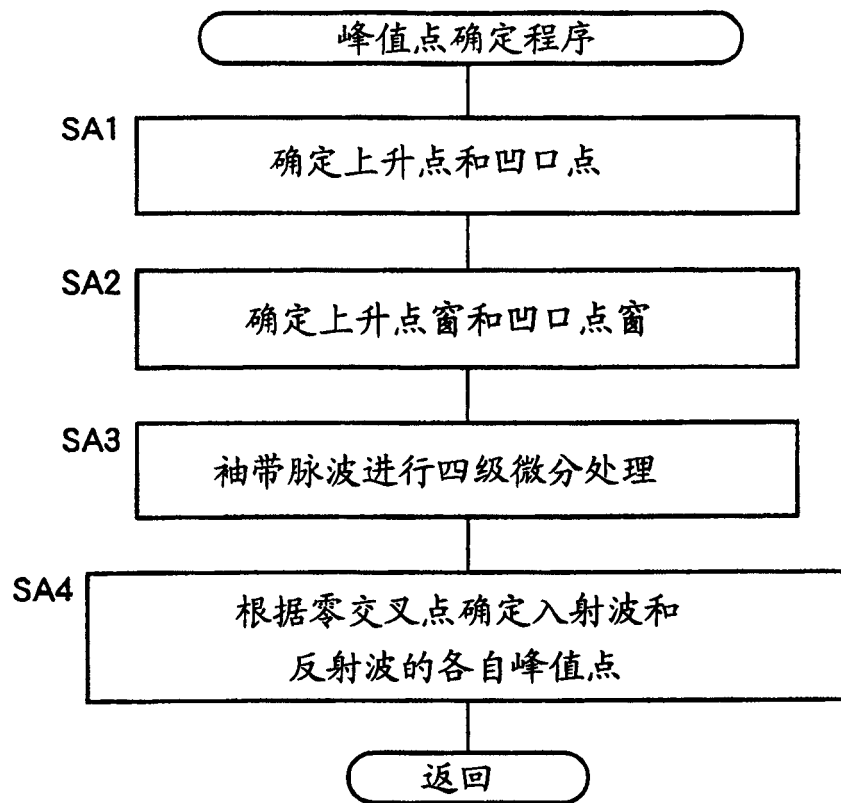 峰值点确定程序
SA1
确定上升点和凹口点
SA2
确定上升点窗和凹口点窗
SA3
袖带脉波进行四级微分处理
SA4
根据零交叉点确定入射波和
反射波的各自峰值点
返回